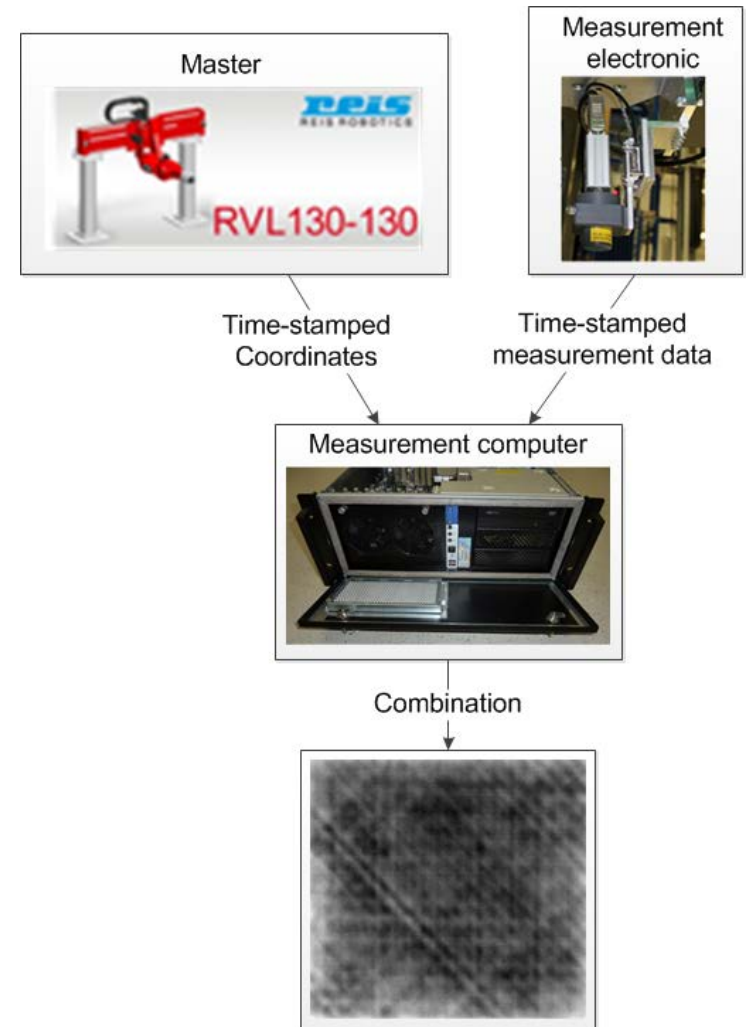 Master
reis
REIS ROBOTICS
RVL130-130
Measurement
electronic
Time-stamped
Coordinates
Time-stamped
measurement data
Measurement computer
Combination